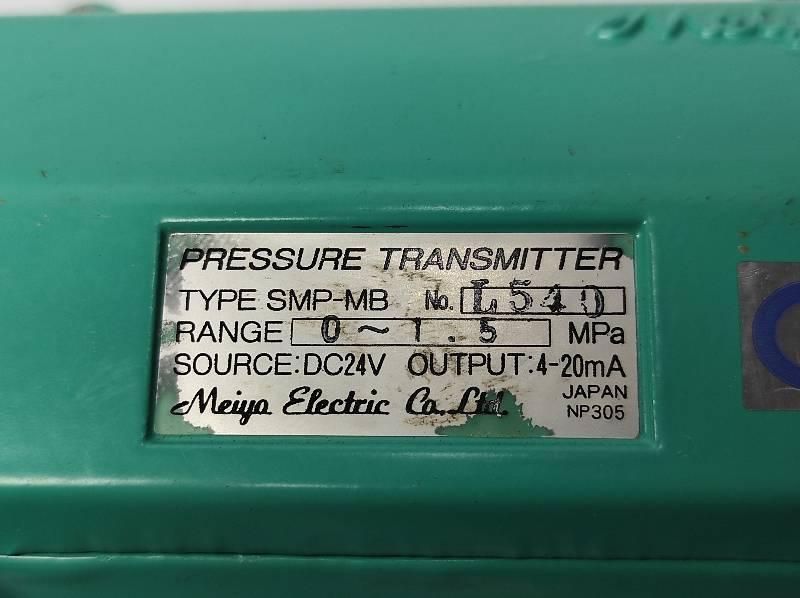 PRESSURE TRANSMITTER
TYPE SMP-MB No. L540
RANGE 0~1.5 MPa
SOURCE:DC24V OUTPUT:4-20mA
Meiyo Electric Co.,Ltd.
JAPAN
NP305